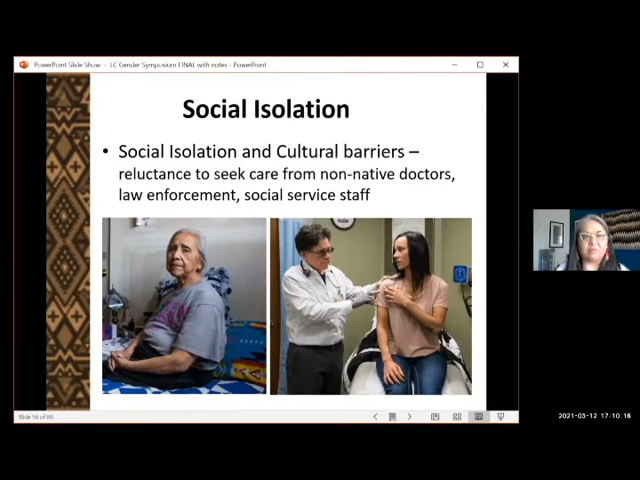 PowerPoint Slide Show - LC Gender Symposium FINAL with notes - PowerPoint
Social Isolation
• Social Isolation and Cultural barriers –
reluctance to seek care from non-native doctors,
law enforcement, social service staff
2021-03-12 17:10:16